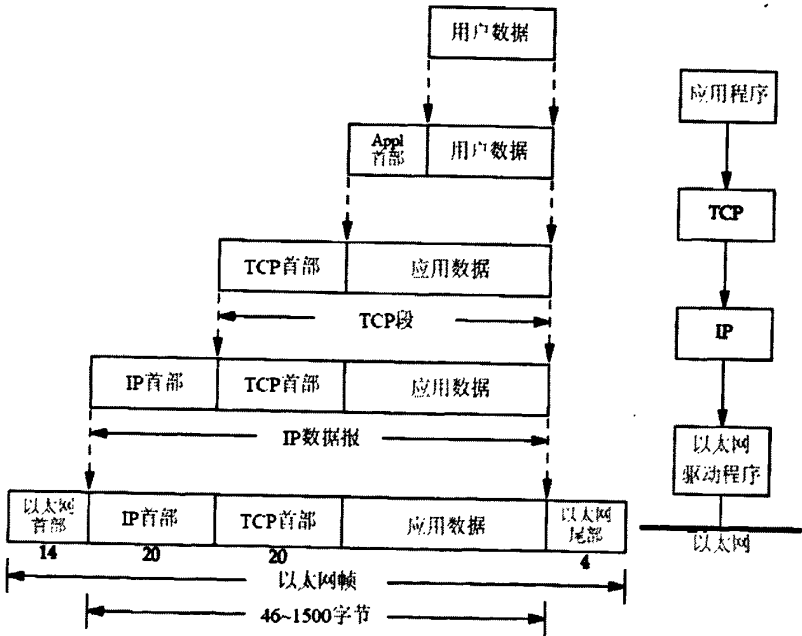 用户数据
应用程序
Appl
首部
用户数据
TCP
TCP首部
应用数据
TCP段
IP
IP首部
TCP首部
应用数据
IP数据报
以太网
驱动程序
以太网
首部
IP首部
TCP首部
应用数据
以太网
尾部
以太网
14
20
20
4
以太网帧
46~1500字节